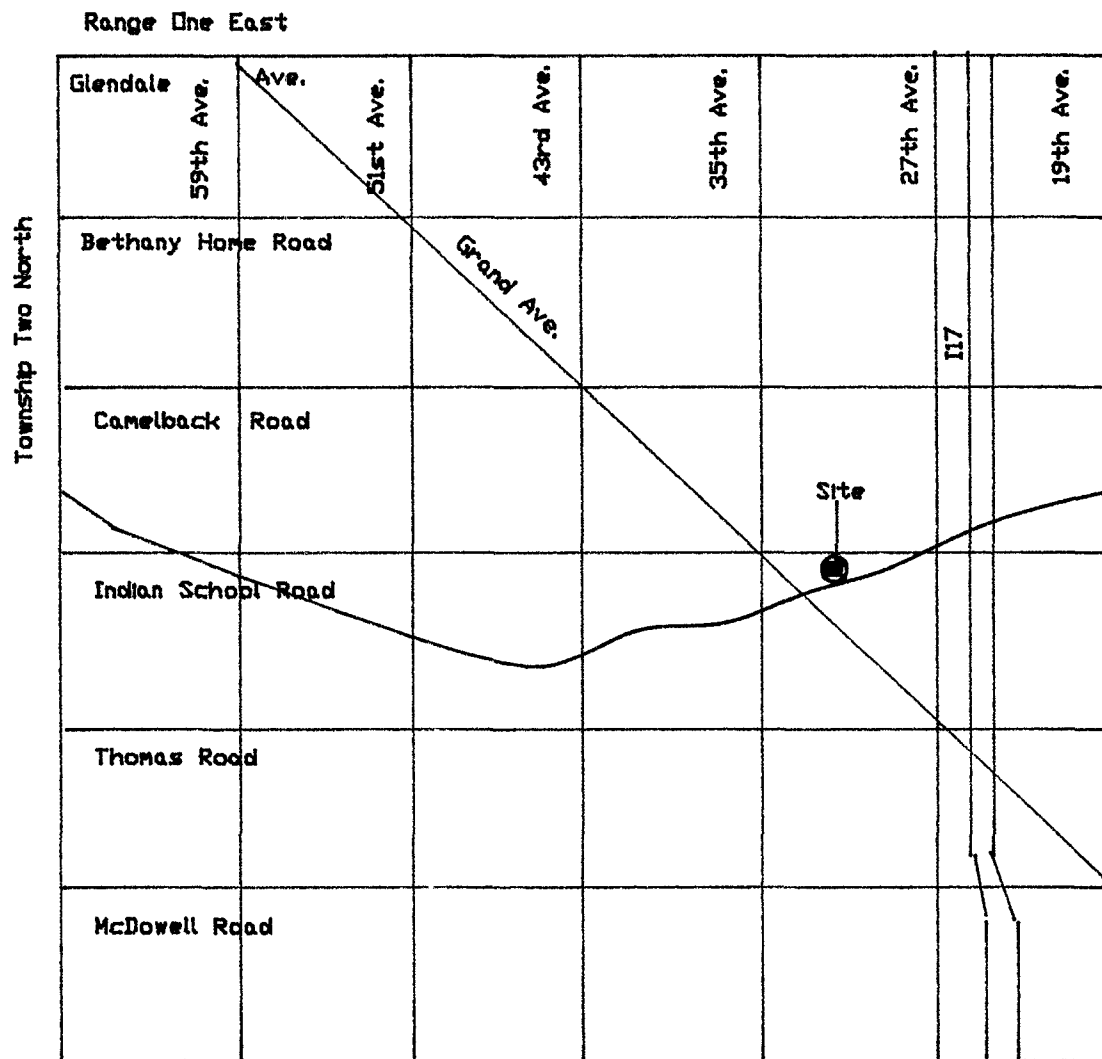 Range One East
Glendale Ave.
59th Ave.
51st Ave.
43rd Ave.
35th Ave.
27th Ave.
19th Ave.
Township Two North
Bethany Home Road
Grand Ave.
I17
Camelback Road
Site
Indian School Road
Thomas Road
McDowell Road